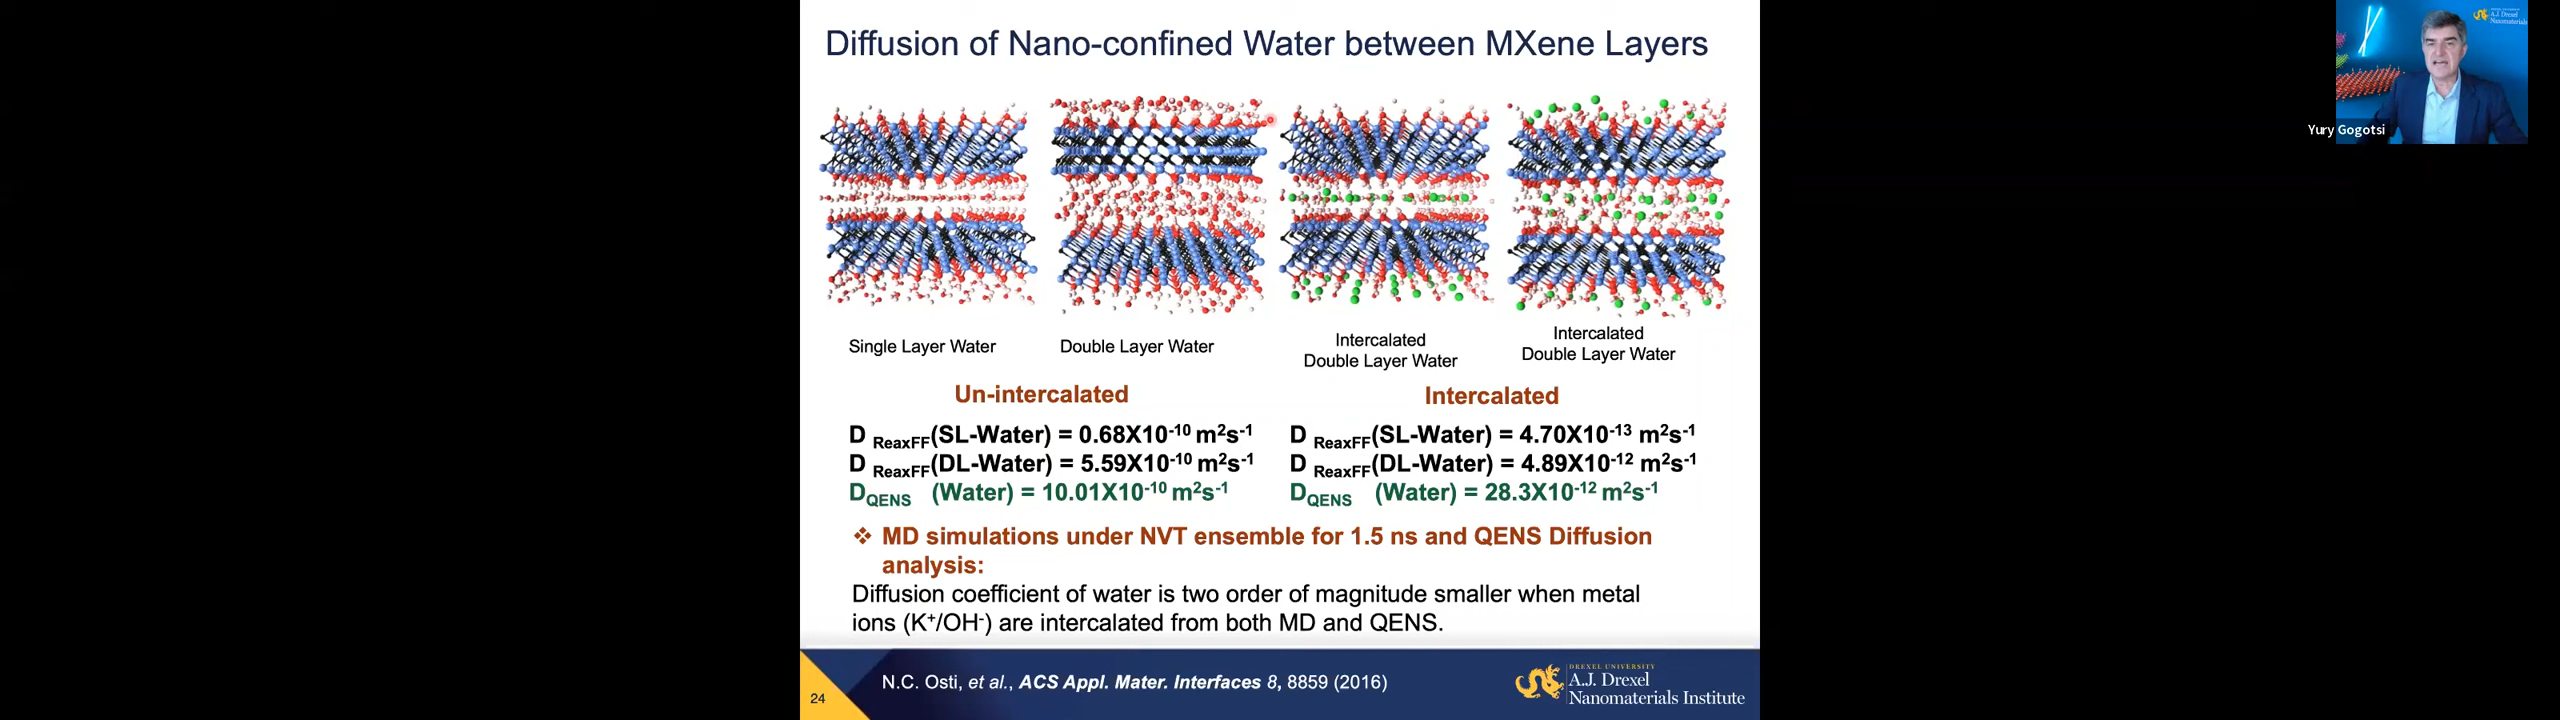 Diffusion of Nano-confined Water between MXene Layers
Single Layer Water
Double Layer Water
Intercalated
Double Layer Water
Intercalated
Double Layer Water
Un-intercalated
D ReaxFF(SL-Water) = 0.68X10⁻¹⁰ m²s⁻¹
D ReaxFF(DL-Water) = 5.59X10⁻¹⁰ m²s⁻¹
DQENS (Water) = 10.01X10⁻¹⁰ m²s⁻¹
Intercalated
D ReaxFF(SL-Water) = 4.70X10⁻¹³ m²s⁻¹
D ReaxFF(DL-Water) = 4.89X10⁻¹² m²s⁻¹
DQENS (Water) = 28.3X10⁻¹² m²s⁻¹
❖ MD simulations under NVT ensemble for 1.5 ns and QENS Diffusion
analysis:
Diffusion coefficient of water is two order of magnitude smaller when metal
ions (K⁺/OH⁻) are intercalated from both MD and QENS.
24
N.C. Osti, et al., ACS Appl. Mater. Interfaces 8, 8859 (2016)
DREXEL UNIVERSITY
A.J. Drexel
Nanomaterials Institute
A.J. Drexel
Nanomaterials
Yury Gogotsi